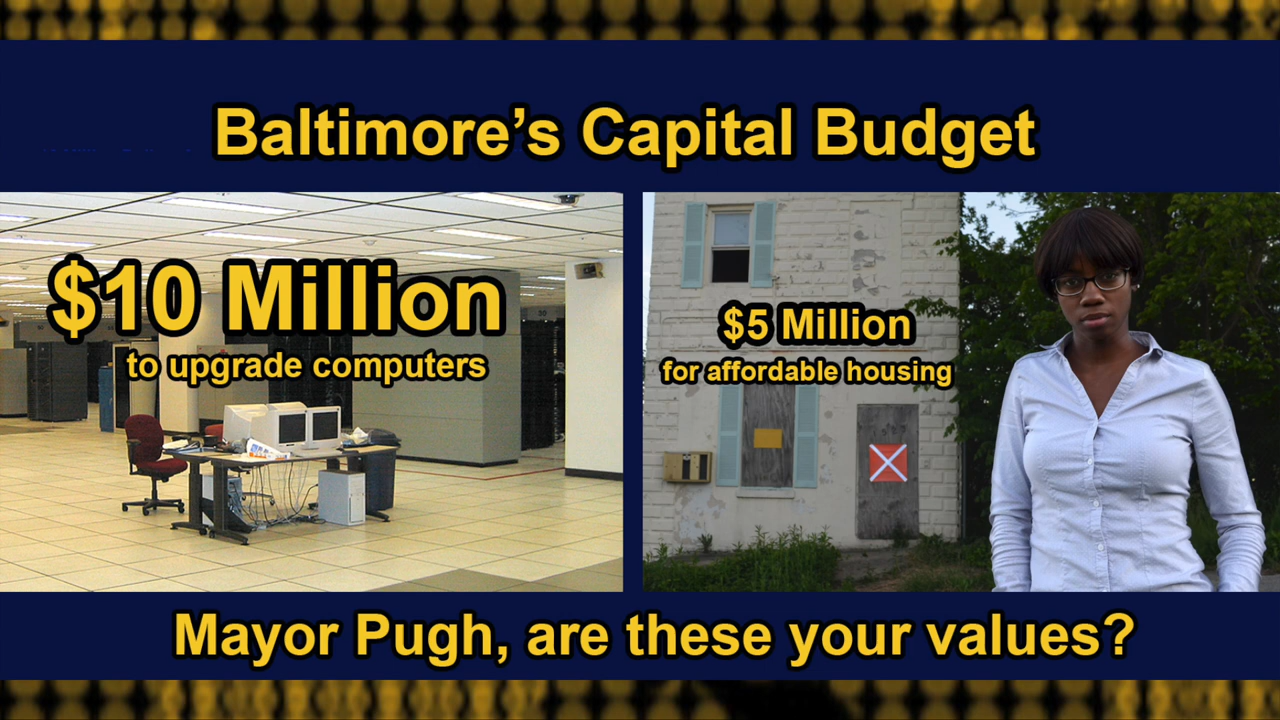 Baltimore’s Capital Budget
$10 Million
to upgrade computers
$5 Million
for affordable housing
Mayor Pugh, are these your values?